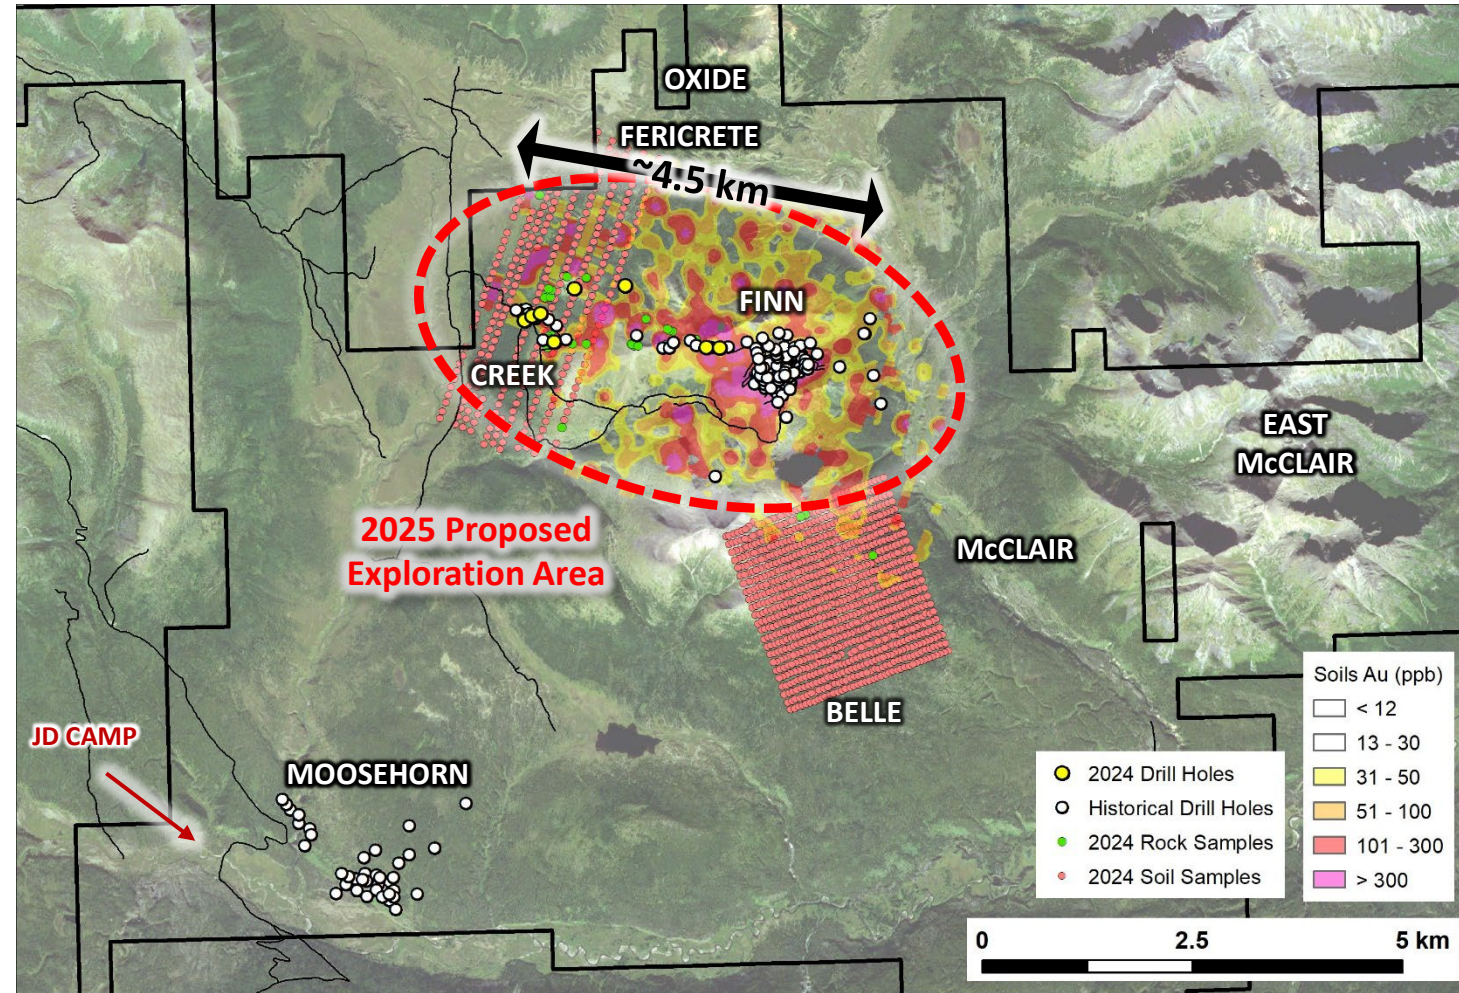 OXIDE
FERICRETE
~4.5 km
FINN
CREEK
EAST
McCLAIR
2025 Proposed
Exploration Area
McCLAIR
BELLE
JD CAMP
MOOSEHORN
Soils Au (ppb)
< 12
13 - 30
31 - 50
51 - 100
101 - 300
> 300
2024 Drill Holes
Historical Drill Holes
2024 Rock Samples
2024 Soil Samples
0 2.5 5 km